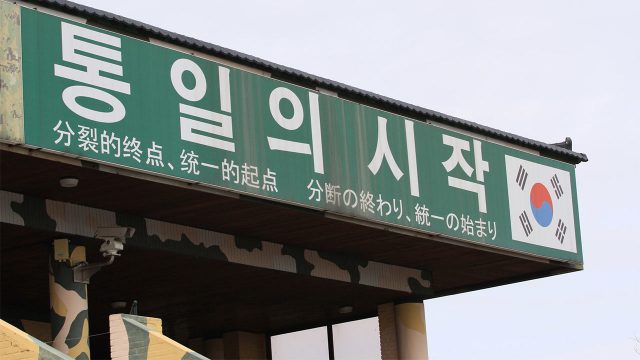 통일의 시작
分裂的终点、统一的起点 分断の終わり、統一の始まり